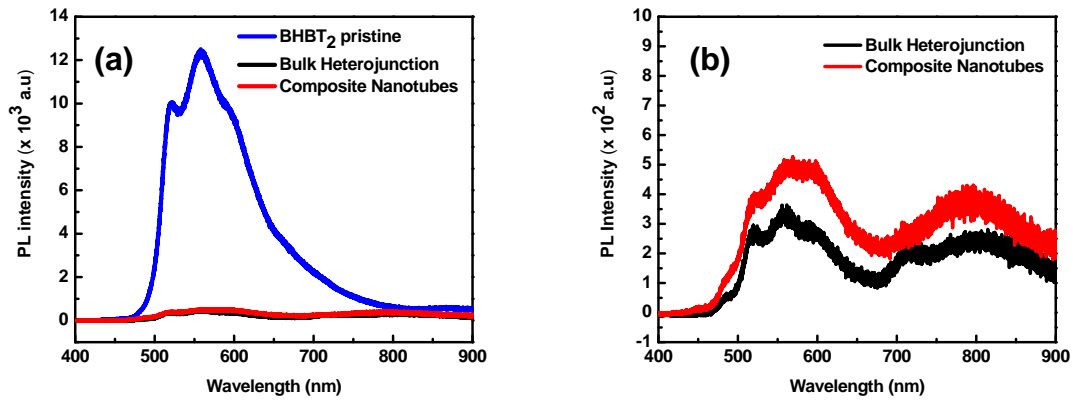 (a)
BHBT2 pristine
Bulk Heterojunction
Composite Nanotubes
PL intensity (x 10^3 a.u)
14
12
10
8
6
4
2
0
400 500 600 700 800 900
Wavelength (nm)
(b)
Bulk Heterojunction
Composite Nanotubes
PL Intensity (x 10^2 a.u)
10
9
8
7
6
5
4
3
2
1
0
-1
400 500 600 700 800 900
Wavelength (nm)